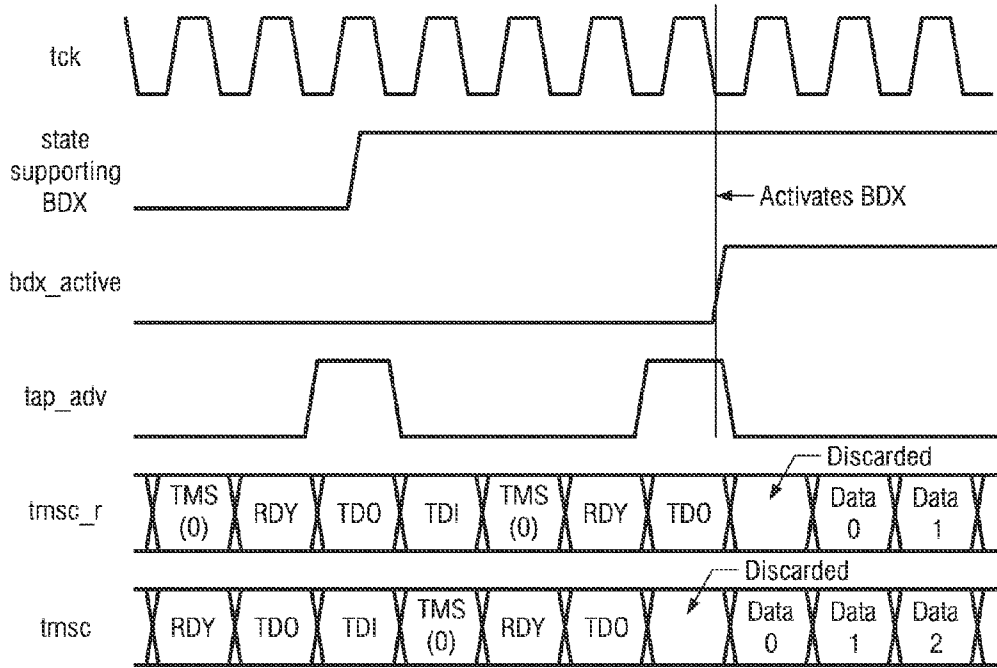 tck
state
supporting
BDX
Activates BDX
bdx_active
tap_adv
Discarded
tmsc_r
TMS
(0)
RDY
TDO
TDI
TMS
(0)
RDY
TDO
Data
0
Data
1
Discarded
tmsc
RDY
TDO
TDI
TMS
(0)
RDY
TDO
Data
0
Data
1
Data
2